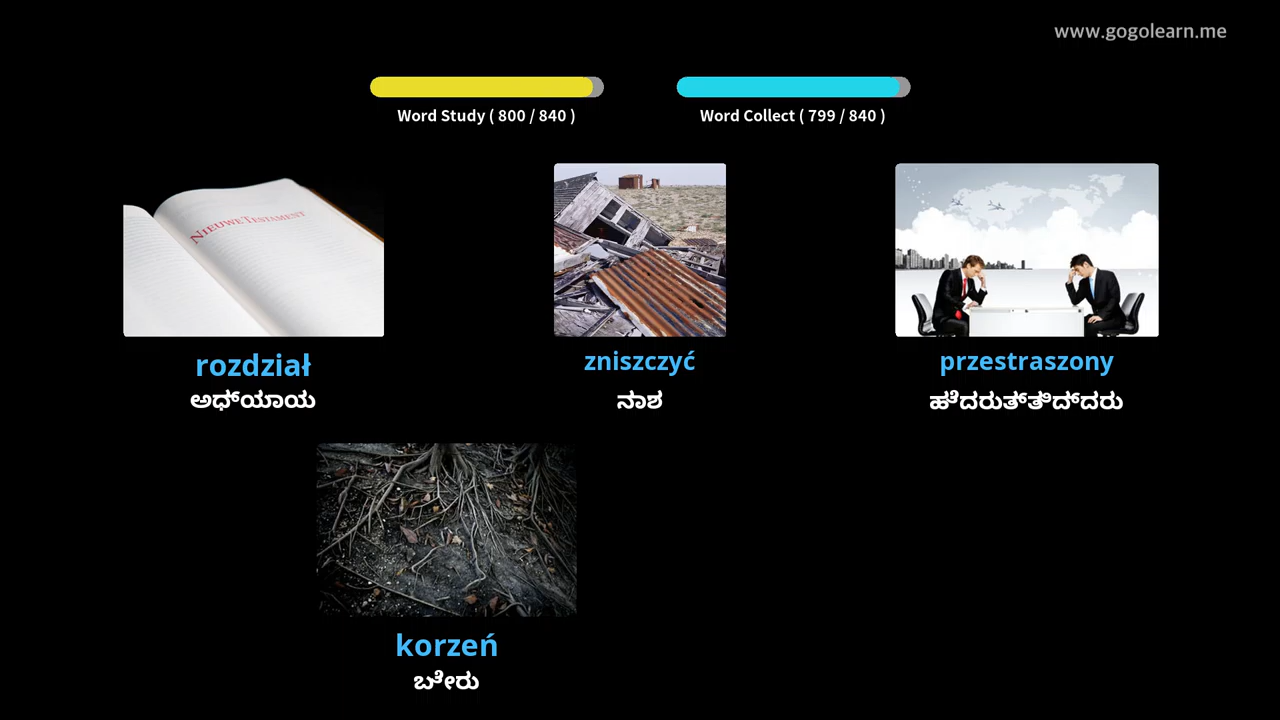 www.gogolearn.me
Word Study ( 800 / 840 )
Word Collect ( 799 / 840 )
NIEUWE TESTAMENT
rozdział
zniszczyć
przestraszony
ಅಧ್ಯಾಯ
ನಾಶ
ಹೆದರುತ್ತಿದ್ದರು
korzeń
ಬೇರು